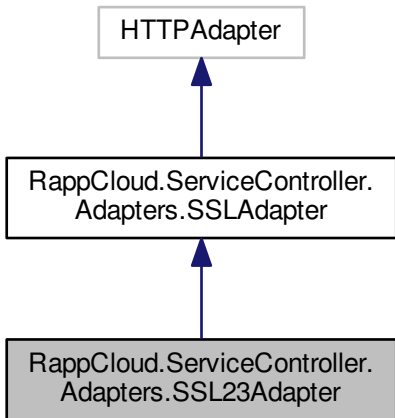 HTTPAdapter
RappCloud.ServiceController.
Adapters.SSLAdapter
RappCloud.ServiceController.
Adapters.SSL23Adapter